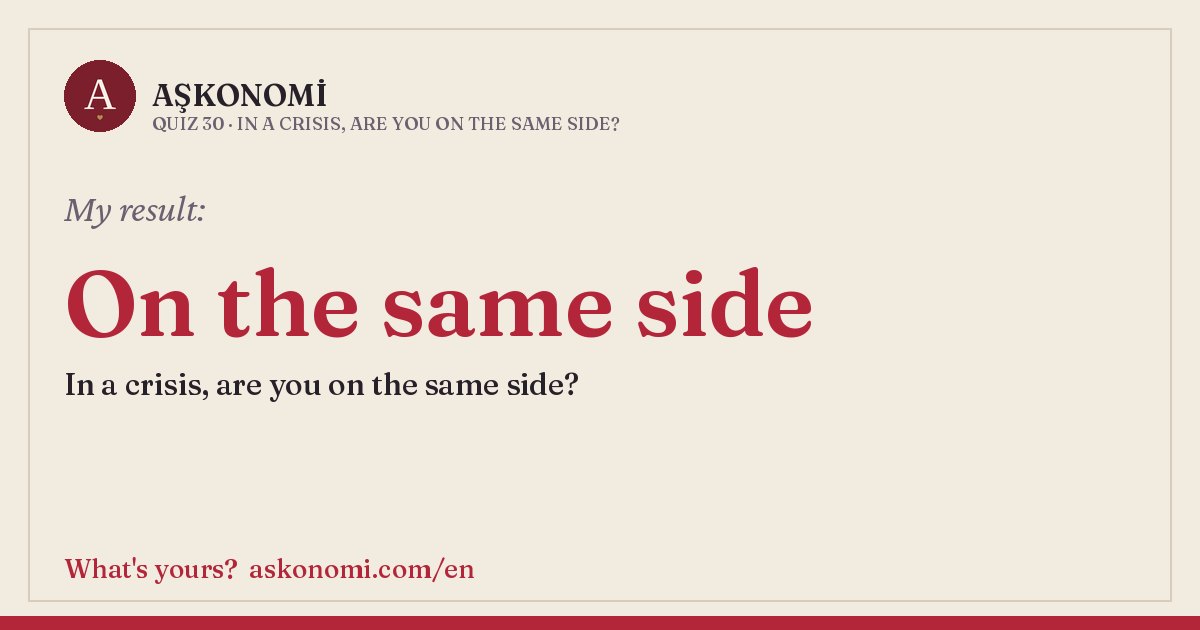 A
AŞKONOMİ
QUIZ 30 · IN A CRISIS, ARE YOU ON THE SAME SIDE?
My result:
On the same side
In a crisis, are you on the same side?
What's yours? askonomi.com/en